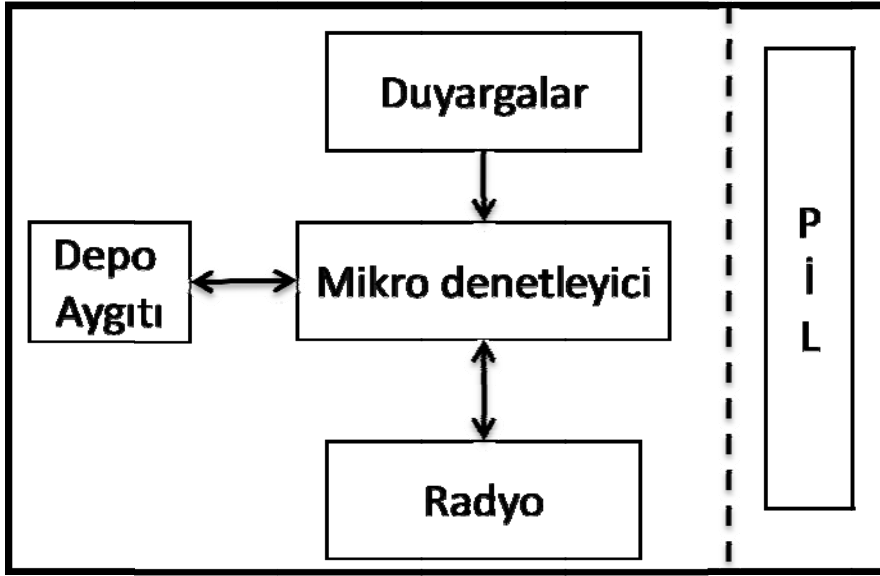 Duyargalar
Depo
Aygıtı
Mikro denetleyici
Radyo
P
İ
L